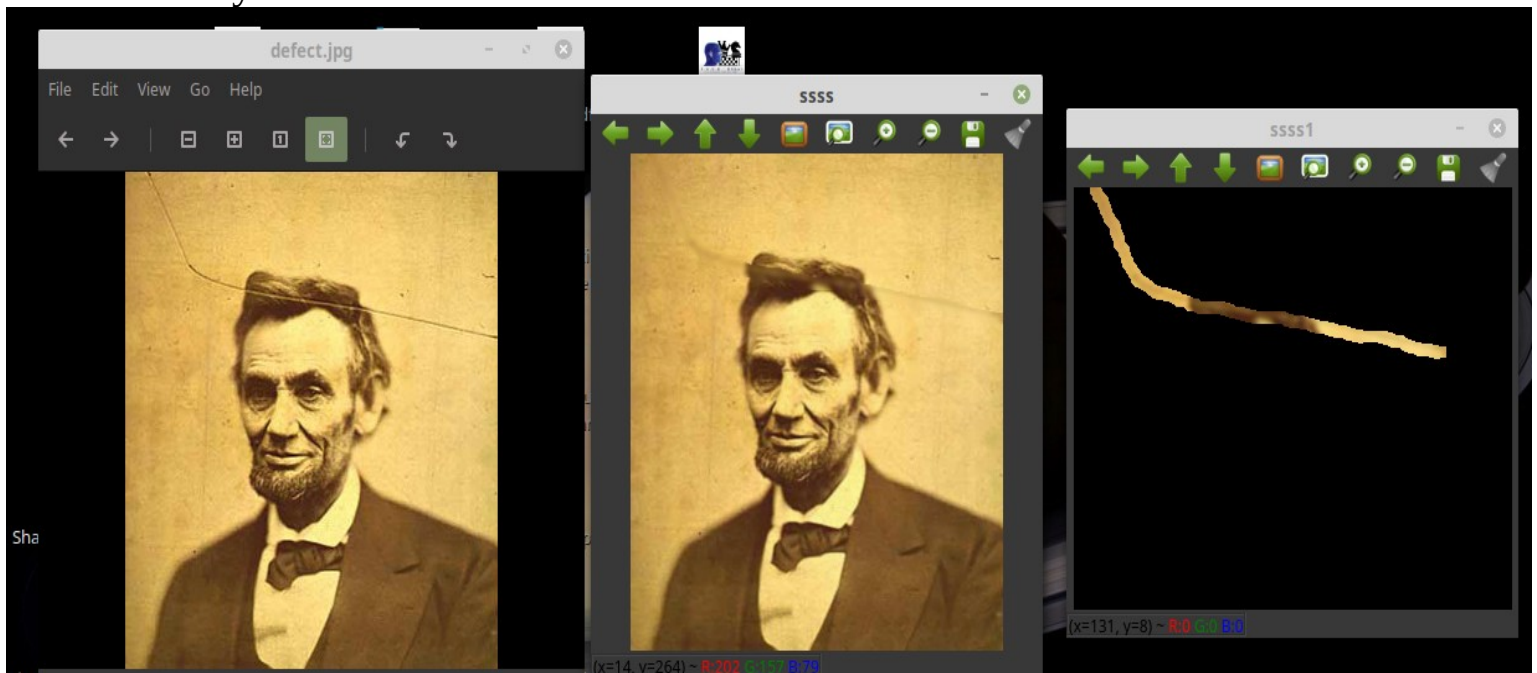 defect.jpg
File Edit View Go Help
1
ssss
(x=14, y=264) ~ R:202 G:157 B:79
ssss1
(x=131, y=8) ~ R:0 G:0 B:0
Sha